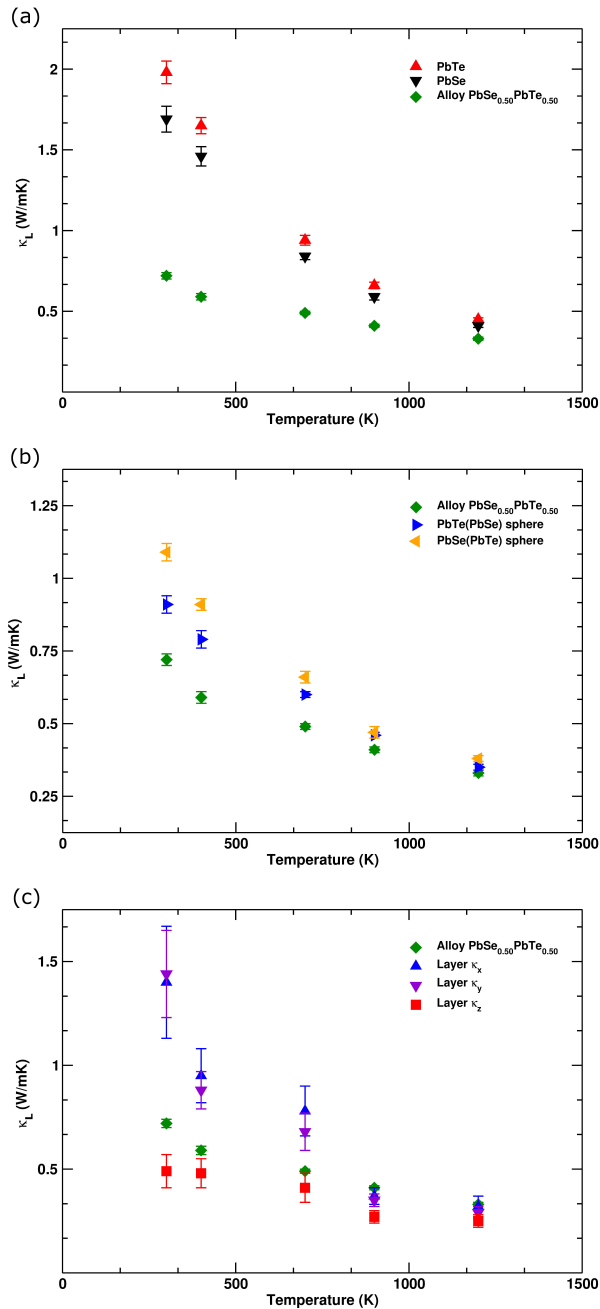 (a)
2
1.5
1
0.5
κL (W/mK)
PbTe
PbSe
Alloy PbSe0.50PbTe0.50
0 500 1000 1500
Temperature (K)
(b)
1.25
1
0.75
0.5
0.25
κL (W/mK)
Alloy PbSe0.50PbTe0.50
PbTe(PbSe) sphere
PbSe(PbTe) sphere
0 500 1000 1500
Temperature (K)
(c)
1.5
1
0.5
κL (W/mK)
Alloy PbSe0.50PbTe0.50
Layer κx
Layer κy
Layer κz
0 500 1000 1500
Temperature (K)